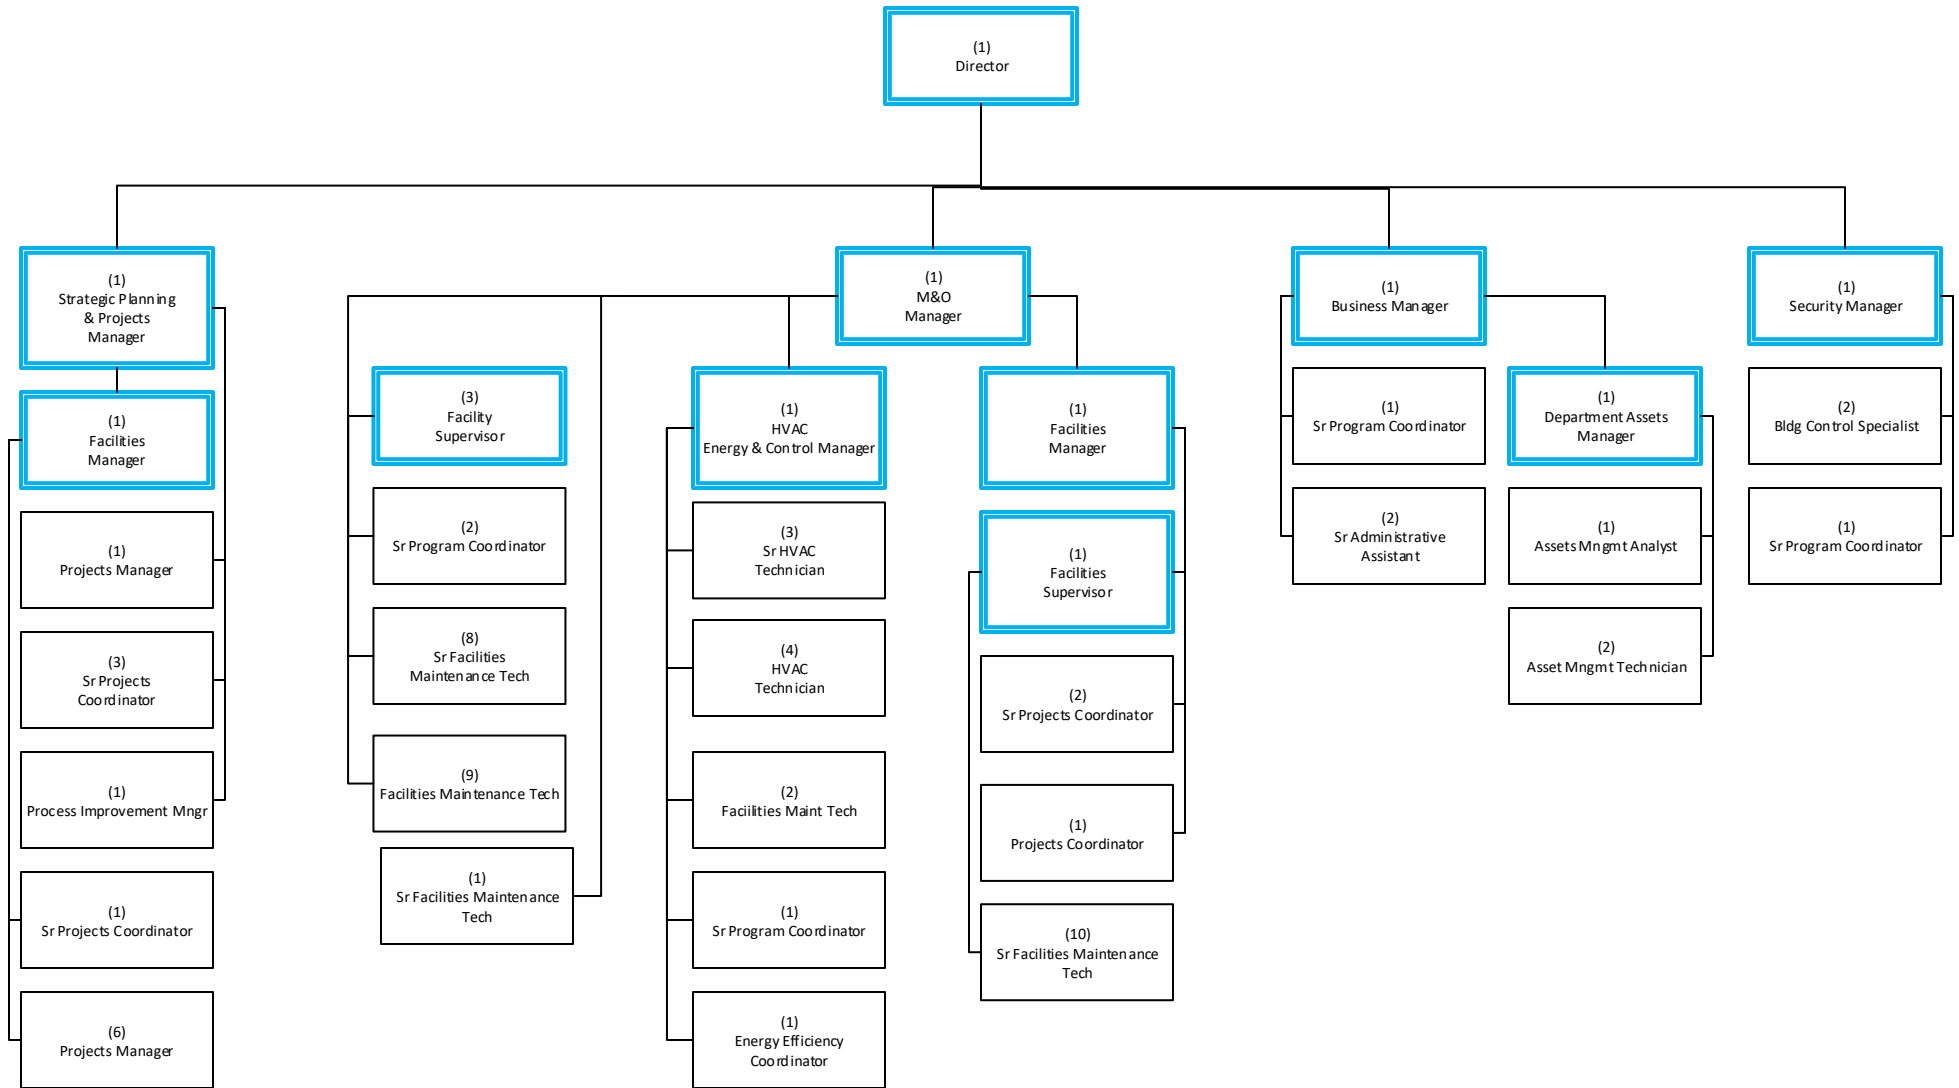 (1)
Director
(1)
Strategic Planning
& Projects
Manager
(1)
Facilities
Manager
(1)
Projects Manager
(3)
Sr Projects
Coordinator
(1)
Process Improvement Mngr
(1)
Sr Projects Coordinator
(6)
Projects Manager
(1)
M&O
Manager
(3)
Facility
Supervisor
(2)
Sr Program Coordinator
(8)
Sr Facilities
Maintenance Tech
(9)
Facilities Maintenance Tech
(1)
Sr Facilities Maintenance
Tech
(1)
HVAC
Energy & Control Manager
(3)
Sr HVAC
Technician
(4)
HVAC
Technician
(2)
Faciilities Maint Tech
(1)
Sr Program Coordinator
(1)
Energy Efficiency
Coordinator
(1)
Facilities
Manager
(1)
Facilities
Supervisor
(2)
Sr Projects Coordinator
(1)
Projects Coordinator
(10)
Sr Facilities Maintenance
Tech
(1)
Business Manager
(1)
Sr Program Coordinator
(2)
Sr Administrative
Assistant
(1)
Department Assets
Manager
(1)
Assets Mngmt Analyst
(2)
Asset Mngmt Technician
(1)
Security Manager
(2)
Bldg Control Specialist
(1)
Sr Program Coordinator